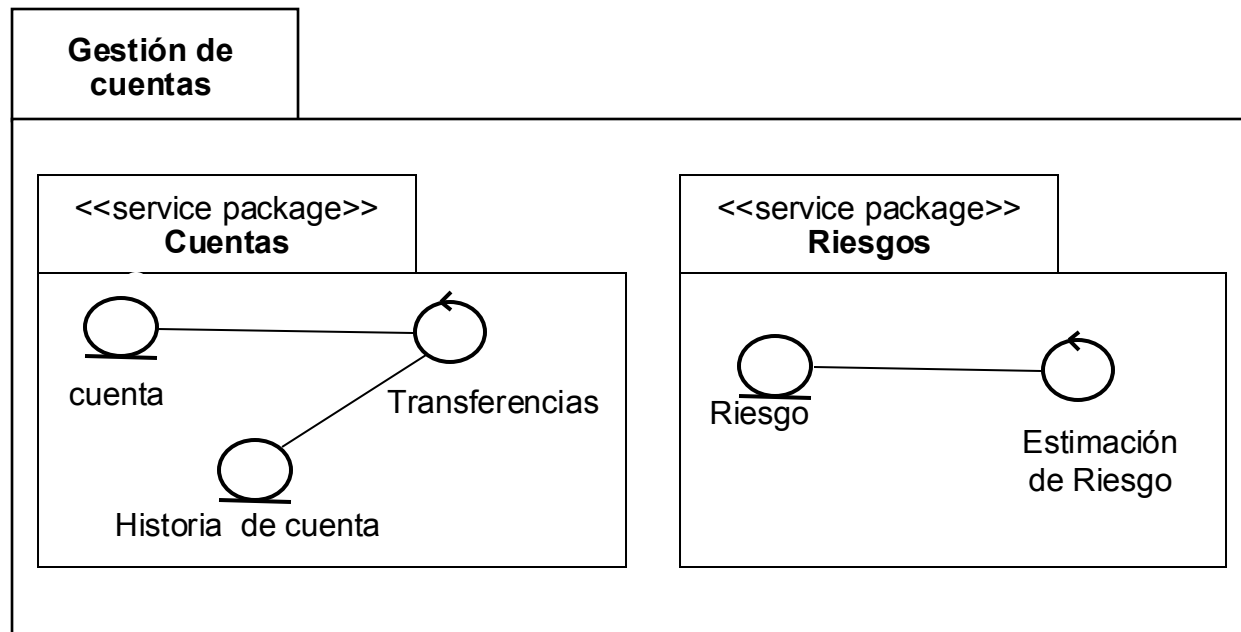 Gestión de
cuentas
<<service package>>
Cuentas
cuenta
Transferencias
Historia de cuenta
<<service package>>
Riesgos
Riesgo
Estimación
de Riesgo